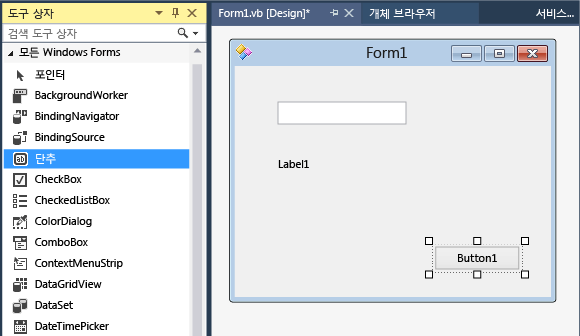 도구 상자
검색 도구 상자
모든 Windows Forms
포인터
BackgroundWorker
BindingNavigator
BindingSource
단추
CheckBox
CheckedListBox
ColorDialog
ComboBox
ContextMenuStrip
DataGridView
DataSet
DateTimePicker
Form1.vb [Design]*
개체 브라우저
서비스...
Form1
Label1
Button1